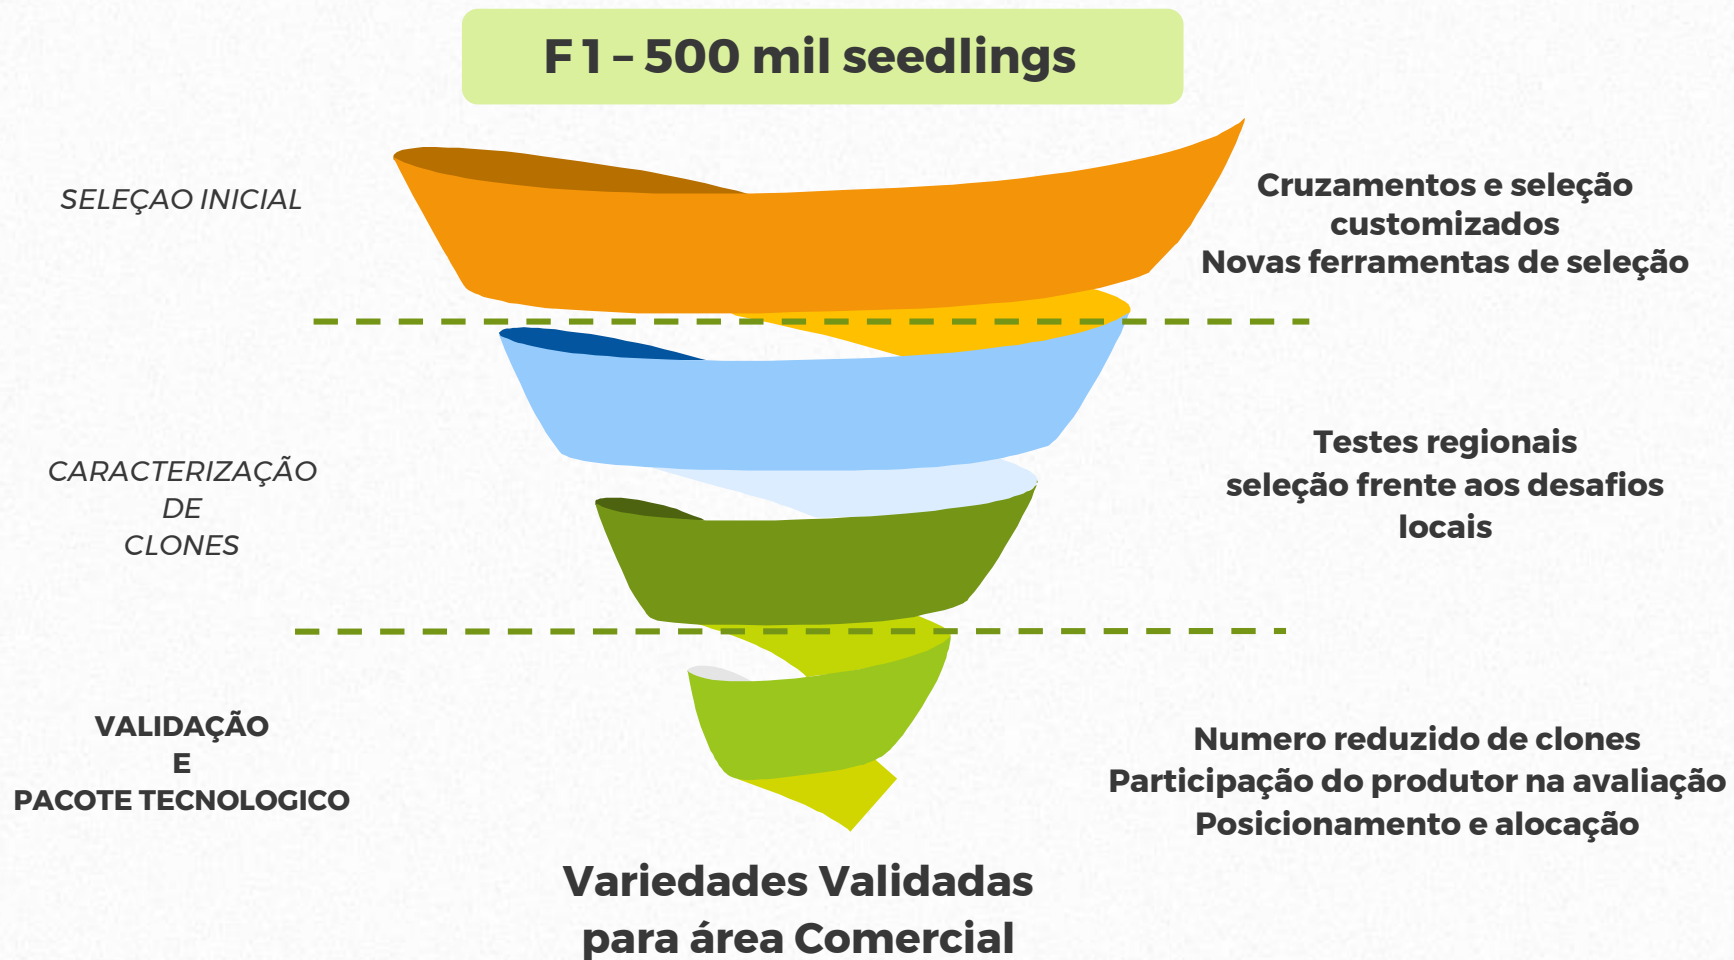 F 1 – 500 mil seedlings
SELEÇAO INICIAL
Cruzamentos e seleção
customizados
Novas ferramentas de seleção
CARACTERIZAÇÃO
DE
CLONES
Testes regionais
seleção frente aos desafios
locais
VALIDAÇÃO
E
PACOTE TECNOLOGICO
Numero reduzido de clones
Participação do produtor na avaliação
Posicionamento e alocação
Variedades Validadas
para área Comercial